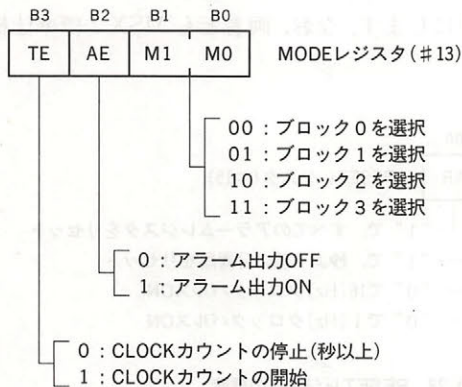 B3 B2 B1 B0
TE AE M1 M0 MODEレジスタ(♯13)
00：ブロック0を選択
01：ブロック1を選択
10：ブロック2を選択
11：ブロック3を選択
0：アラーム出力OFF
1：アラーム出力ON
0：CLOCKカウントの停止(秒以上)
1：CLOCKカウントの開始